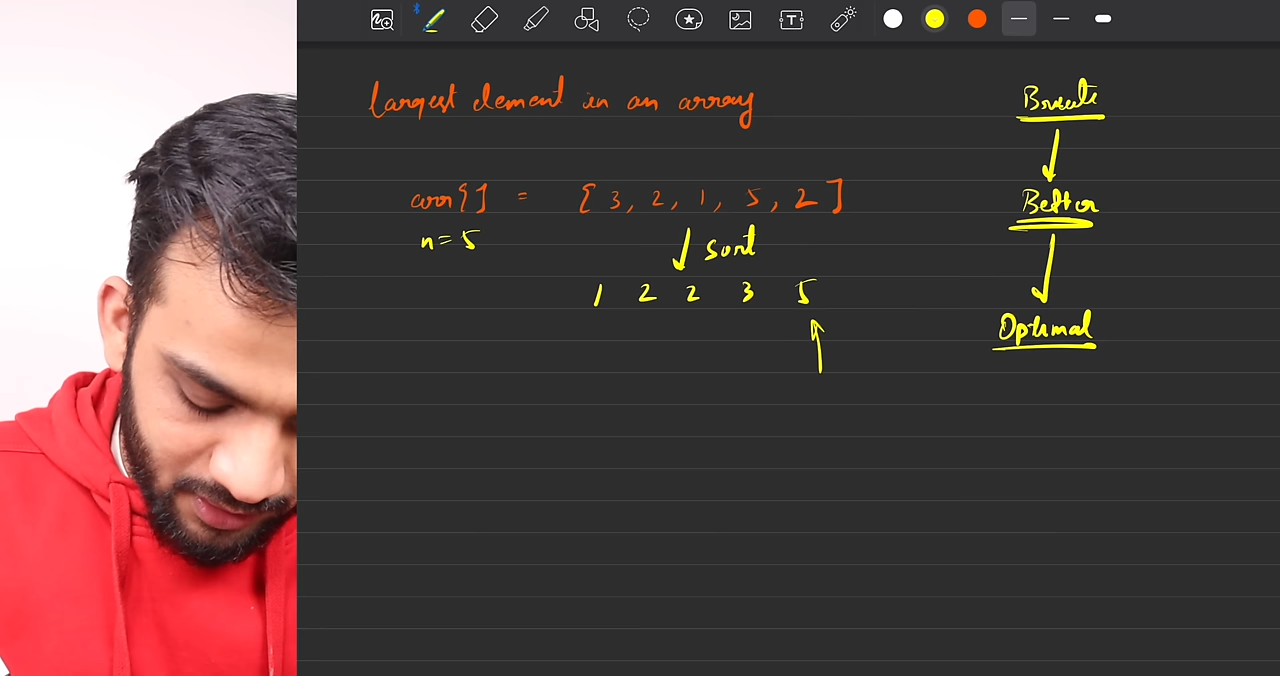 largest element in an array
arr[] = [3, 2, 1, 5, 2]
n = 5
sort
1 2 2 3 5
Brute
Better
Optimal
T